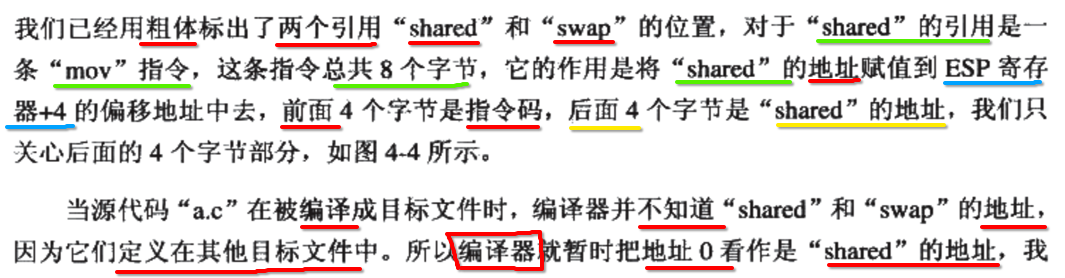 我们已经用粗体标出了两个引用“shared”和“swap”的位置，对于“shared”的引用是一
条“mov”指令，这条指令总共 8 个字节，它的作用是将“shared”的地址赋值到 ESP 寄存
器+4 的偏移地址中去，前面 4 个字节是指令码，后面 4 个字节是“shared”的地址，我们只
关心后面的 4 个字节部分，如图 4-4 所示。
当源代码“a.c”在被编译成目标文件时，编译器并不知道“shared”和“swap”的地址，
因为它们定义在其他目标文件中。所以编译器就暂时把地址 0 看作是“shared”的地址，我